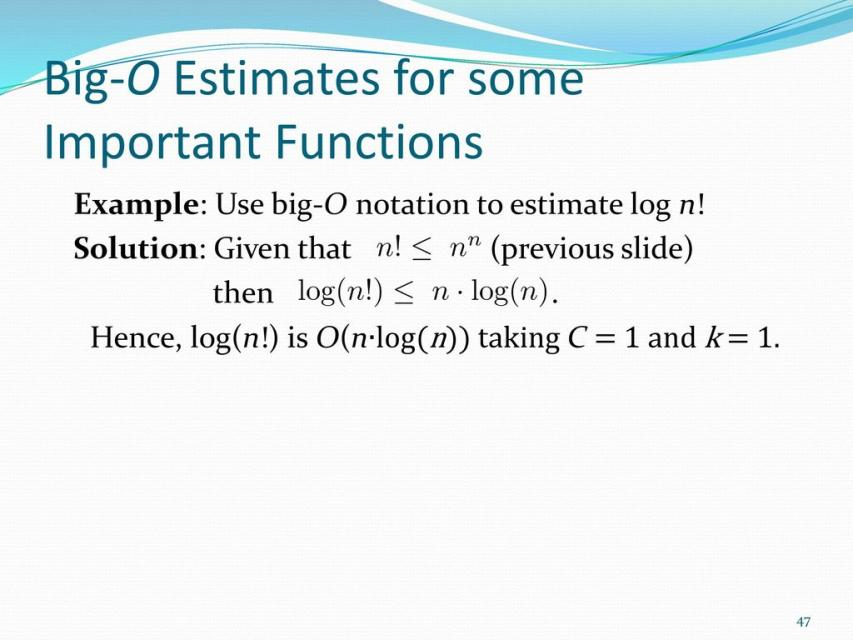 Big-O Estimates for some
Important Functions
Example: Use big-O notation to estimate log n!
Solution: Given that n! ≤ nⁿ (previous slide)
then log(n!) ≤ n · log(n).
Hence, log(n!) is O(n∙log(n)) taking C = 1 and k = 1.
47